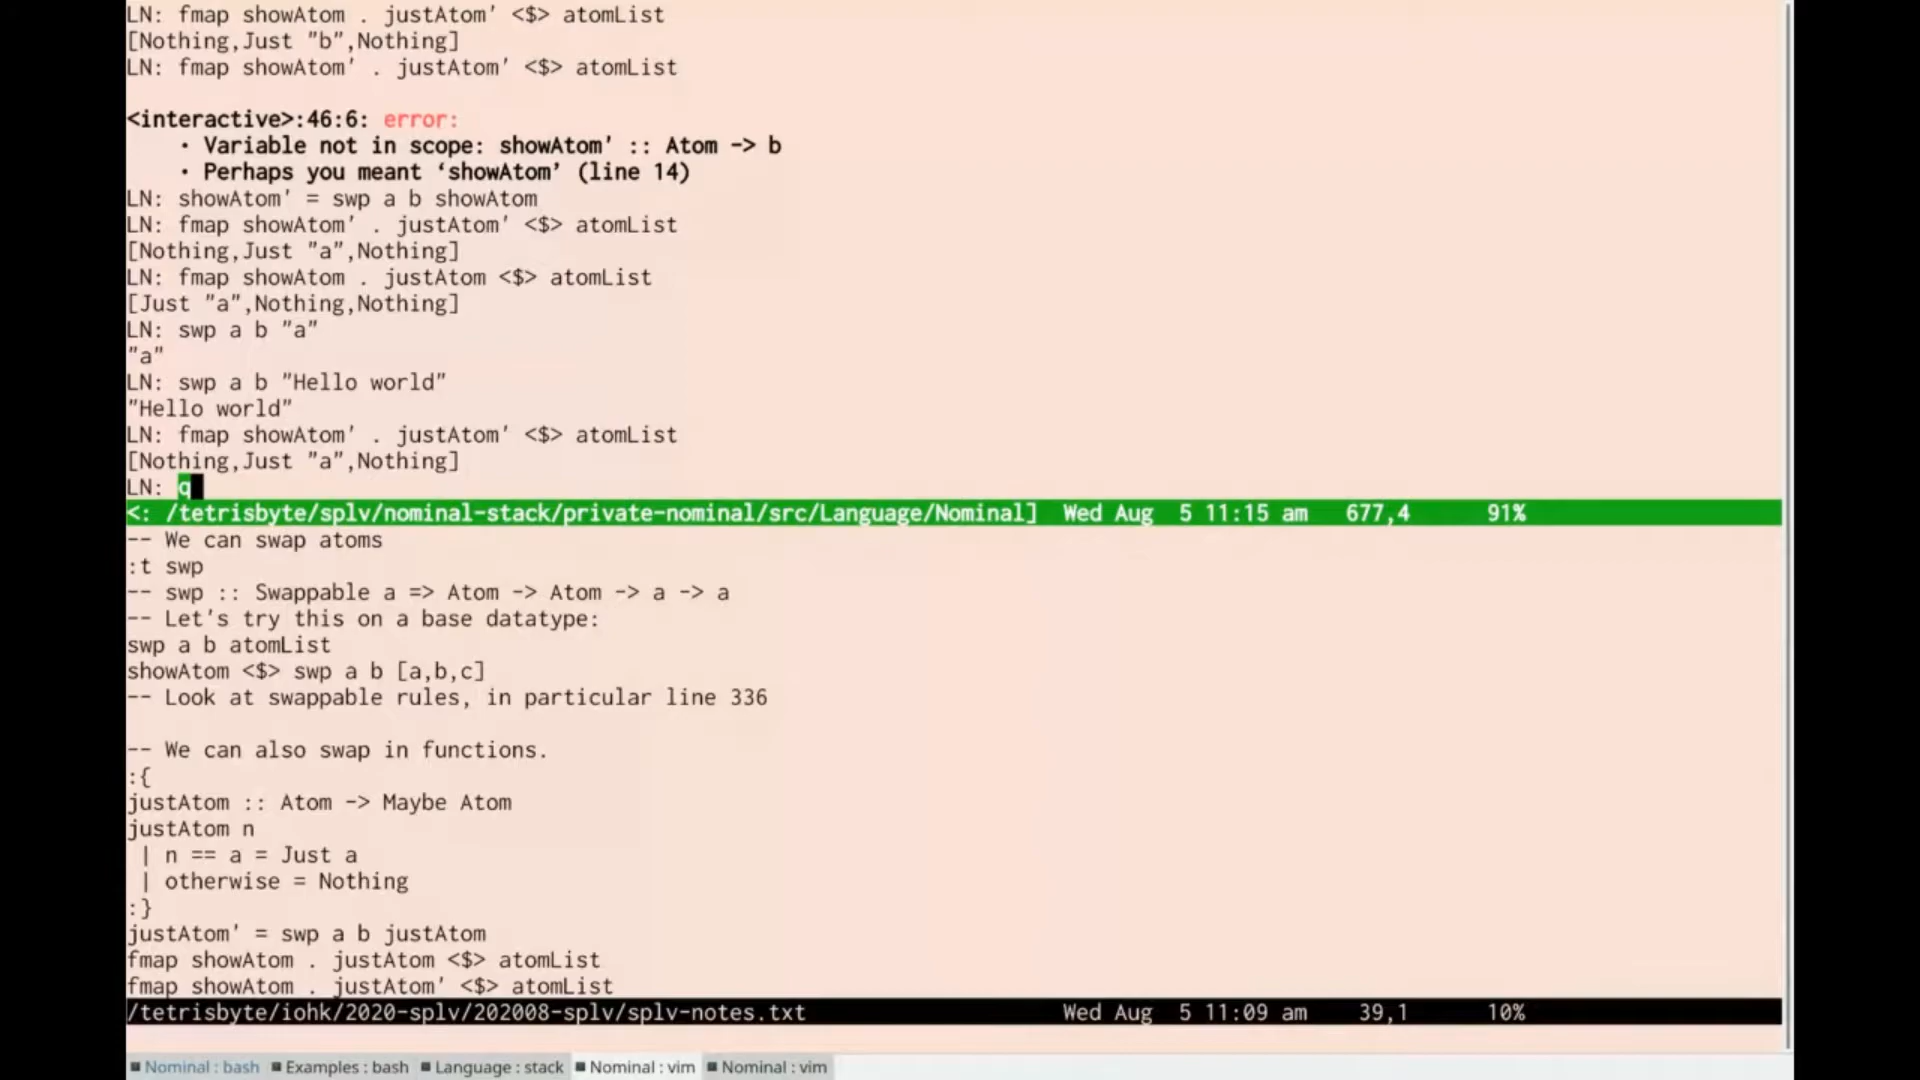 LN: fmap showAtom . justAtom' <$> atomList
[Nothing,Just "b",Nothing]
LN: fmap showAtom' . justAtom' <$> atomList
<interactive>:46:6: error:
• Variable not in scope: showAtom' :: Atom -> b
• Perhaps you meant ‘showAtom’ (line 14)
LN: showAtom' = swp a b showAtom
LN: fmap showAtom' . justAtom' <$> atomList
[Nothing,Just "a",Nothing]
LN: fmap showAtom . justAtom <$> atomList
[Just "a",Nothing,Nothing]
LN: swp a b "a"
"a"
LN: swp a b "Hello world"
"Hello world"
LN: fmap showAtom' . justAtom' <$> atomList
[Nothing,Just "a",Nothing]
LN: q
<: /tetrisbyte/splv/nominal-stack/private-nominal/src/Language/Nominal] Wed Aug 5 11:15 am 677,4 91%
-- We can swap atoms
:t swp
-- swp :: Swappable a => Atom -> Atom -> a -> a
-- Let's try this on a base datatype:
swp a b atomList
showAtom <$> swp a b [a,b,c]
-- Look at swappable rules, in particular line 336
-- We can also swap in functions.
:{
justAtom :: Atom -> Maybe Atom
justAtom n
| n == a = Just a
| otherwise = Nothing
:}
justAtom' = swp a b justAtom
fmap showAtom . justAtom <$> atomList
fmap showAtom . justAtom' <$> atomList
/tetrisbyte/iohk/2020-splv/202008-splv/splv-notes.txt Wed Aug 5 11:09 am 39,1 10%
Nominal : bash Examples : bash Language : stack Nominal : vim Nominal : vim